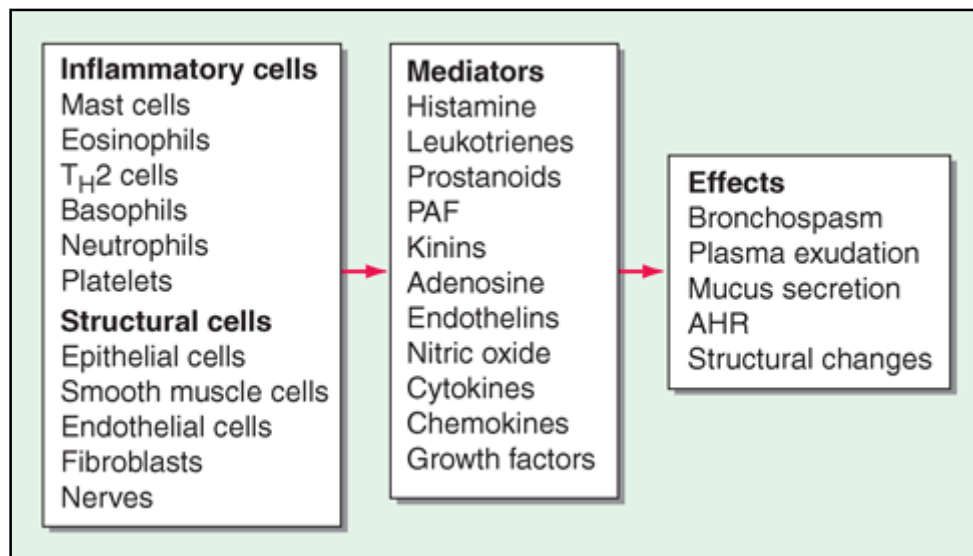 Inflammatory cells
Mast cells
Eosinophils
TH2 cells
Basophils
Neutrophils
Platelets
Structural cells
Epithelial cells
Smooth muscle cells
Endothelial cells
Fibroblasts
Nerves
Mediators
Histamine
Leukotrienes
Prostanoids
PAF
Kinins
Adenosine
Endothelins
Nitric oxide
Cytokines
Chemokines
Growth factors
Effects
Bronchospasm
Plasma exudation
Mucus secretion
AHR
Structural changes